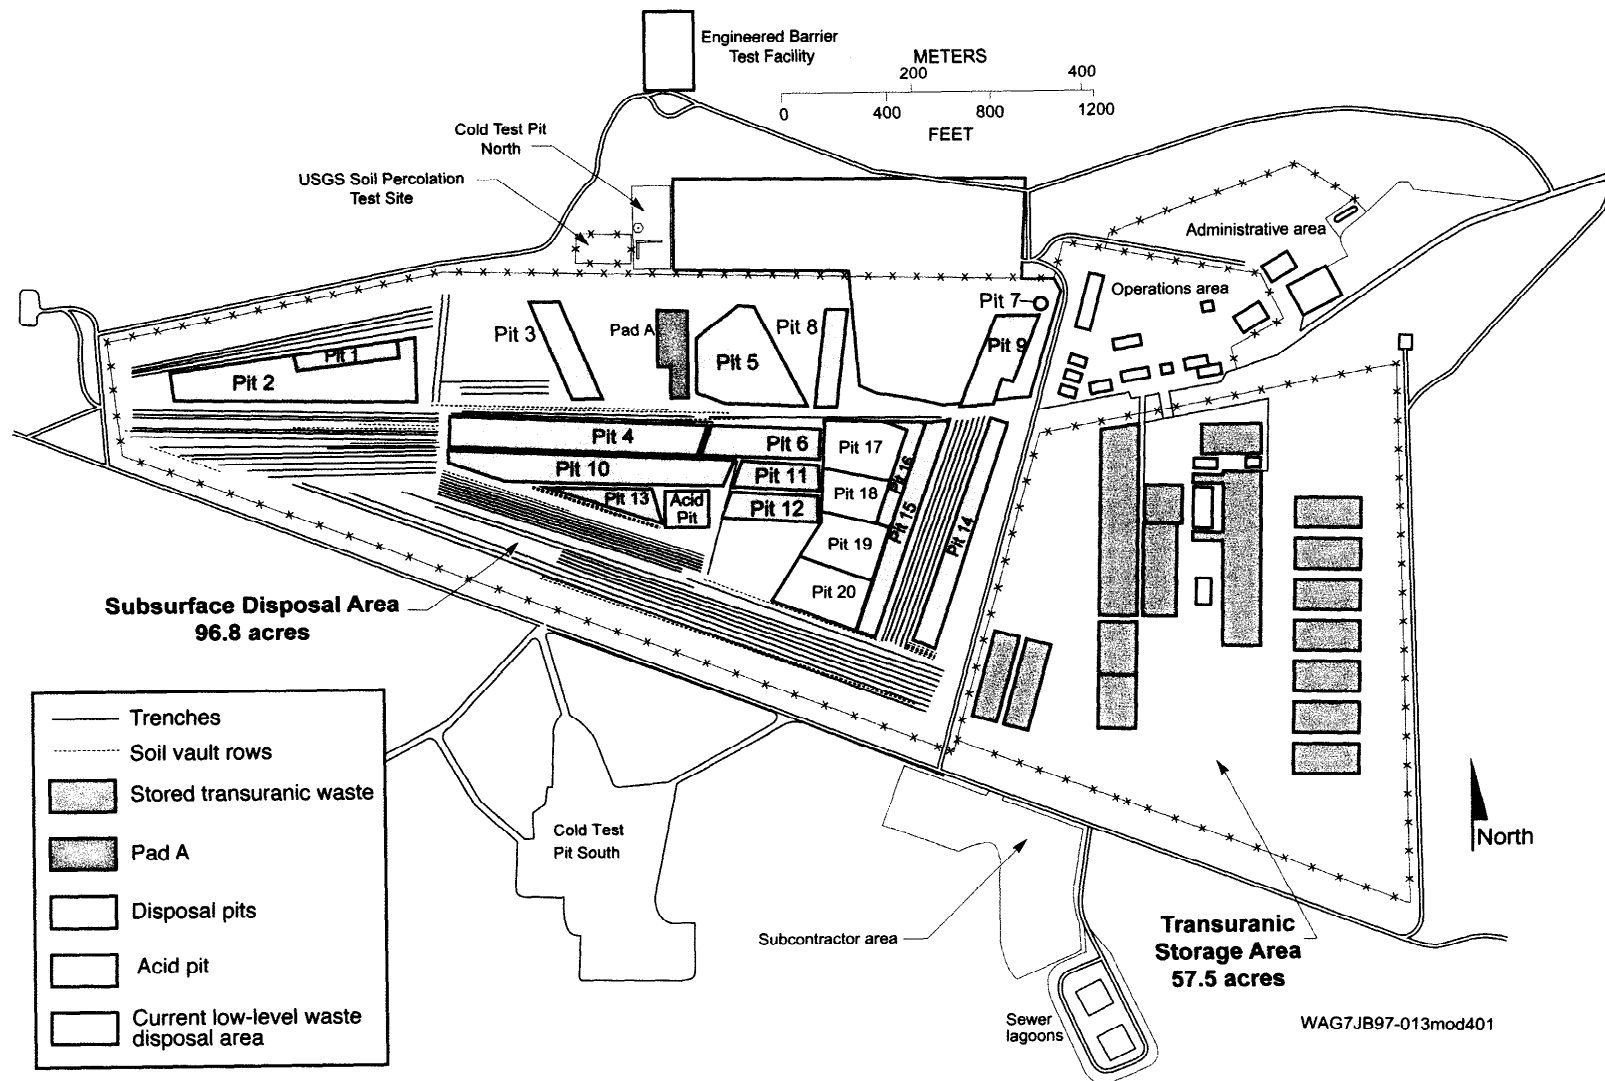 Engineered Barrier
Test Facility
METERS
200
400
0
400
800
1200
FEET
Cold Test Pit
North
USGS Soil Percolation
Test Site
Administrative area
Operations area
Pit 7
Pit 3
Pad A
Pit 8
Pit 5
Pit 9
Pit 1
Pit 2
Pit 4
Pit 6
Pit 17
Pit 10
Pit 11
Pit 16
Pit 13
Acid
Pit
Pit 12
Pit 18
Pit 15
Pit 14
Pit 19
Pit 20
Subsurface Disposal Area
96.8 acres
Trenches
Soil vault rows
Stored transuranic waste
Pad A
Disposal pits
Acid pit
Current low-level waste
disposal area
Cold Test
Pit South
North
Subcontractor area
Transuranic
Storage Area
57.5 acres
Sewer
lagoons
WAG7JB97-013mod401